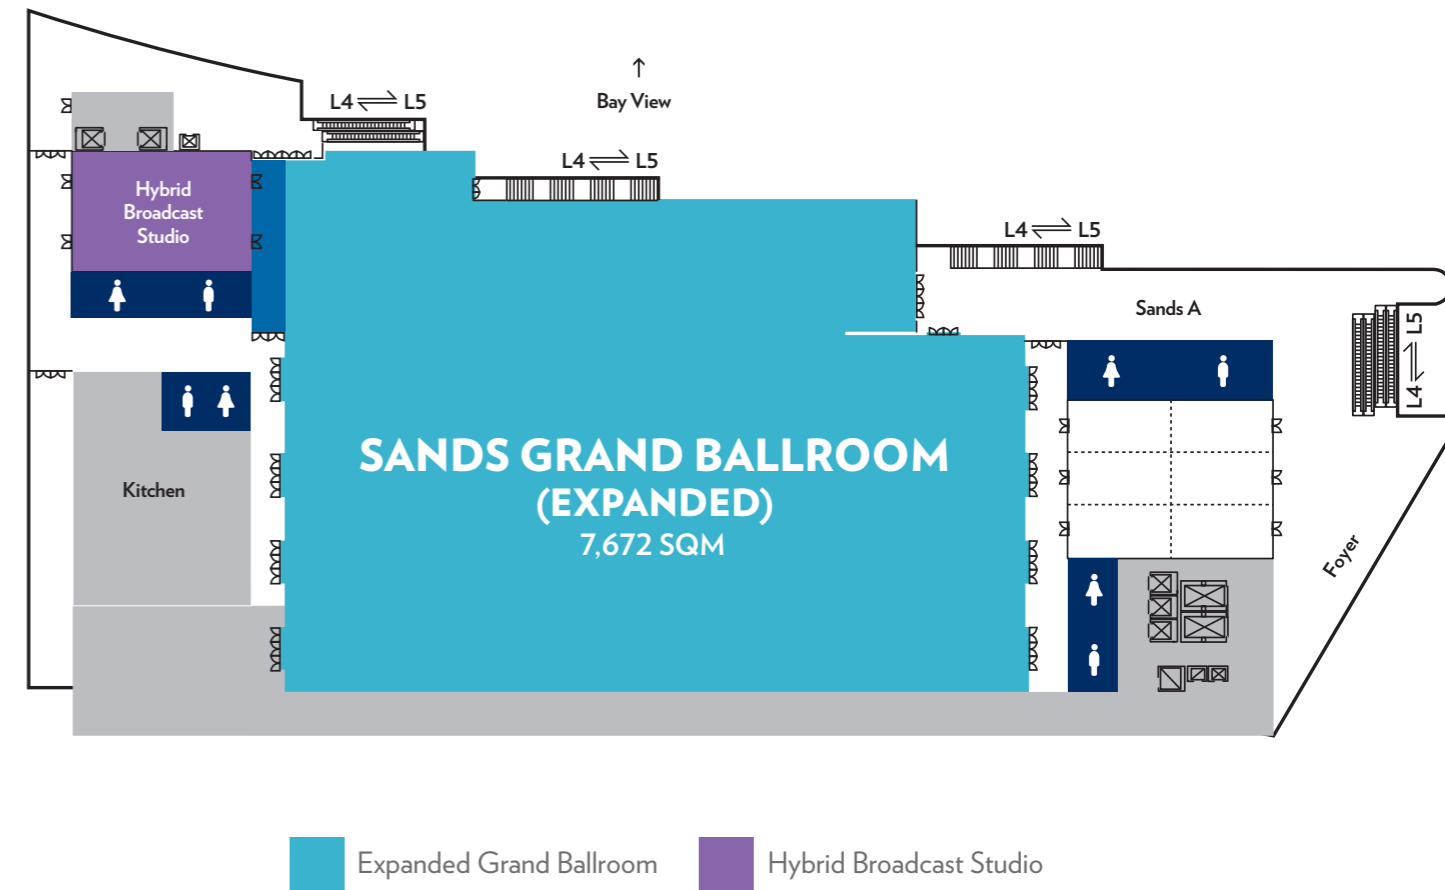 L4 L5
Bay View
L4 L5
Hybrid
Broadcast
Studio
L4 L5
Sands A
L4 L5
SANDS GRAND BALLROOM
(EXPANDED)
7,672 SQM
Kitchen
Foyer
Expanded Grand Ballroom
Hybrid Broadcast Studio